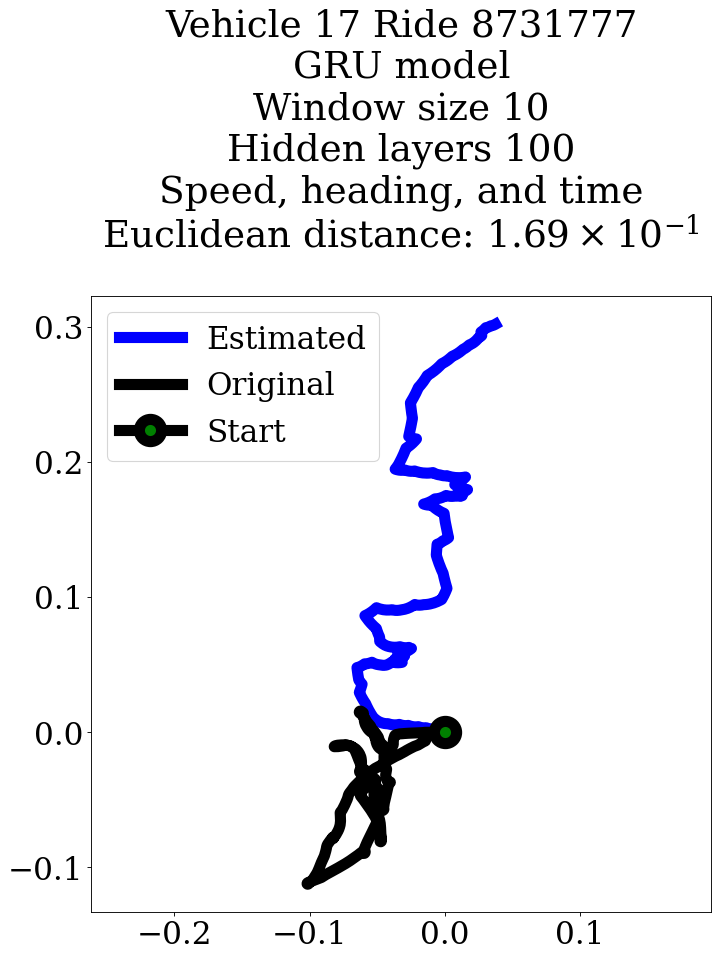 Vehicle 17 Ride 8731777
GRU model
Window size 10
Hidden layers 100
Speed, heading, and time
Euclidean distance: 1.69 × 10⁻¹
Estimated
Original
Start
0.3
0.2
0.1
0.0
−0.1
−0.2
−0.1
0.0
0.1